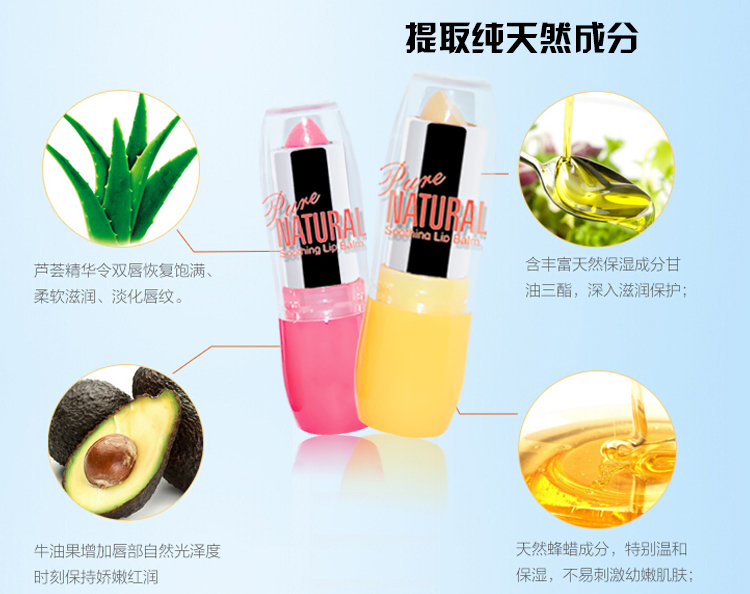 提取纯天然成分
Pure
NATURAL
Soothing Lip Balm
Pure
NATURAL
Soothing Lip Balm
芦荟精华令双唇恢复饱满、
柔软滋润、淡化唇纹。
含丰富天然保湿成分甘
油三酯，深入滋润保护；
牛油果增加唇部自然光泽度
时刻保持娇嫩红润
天然蜂蜡成分，特别温和
保湿，不易刺激幼嫩肌肤；